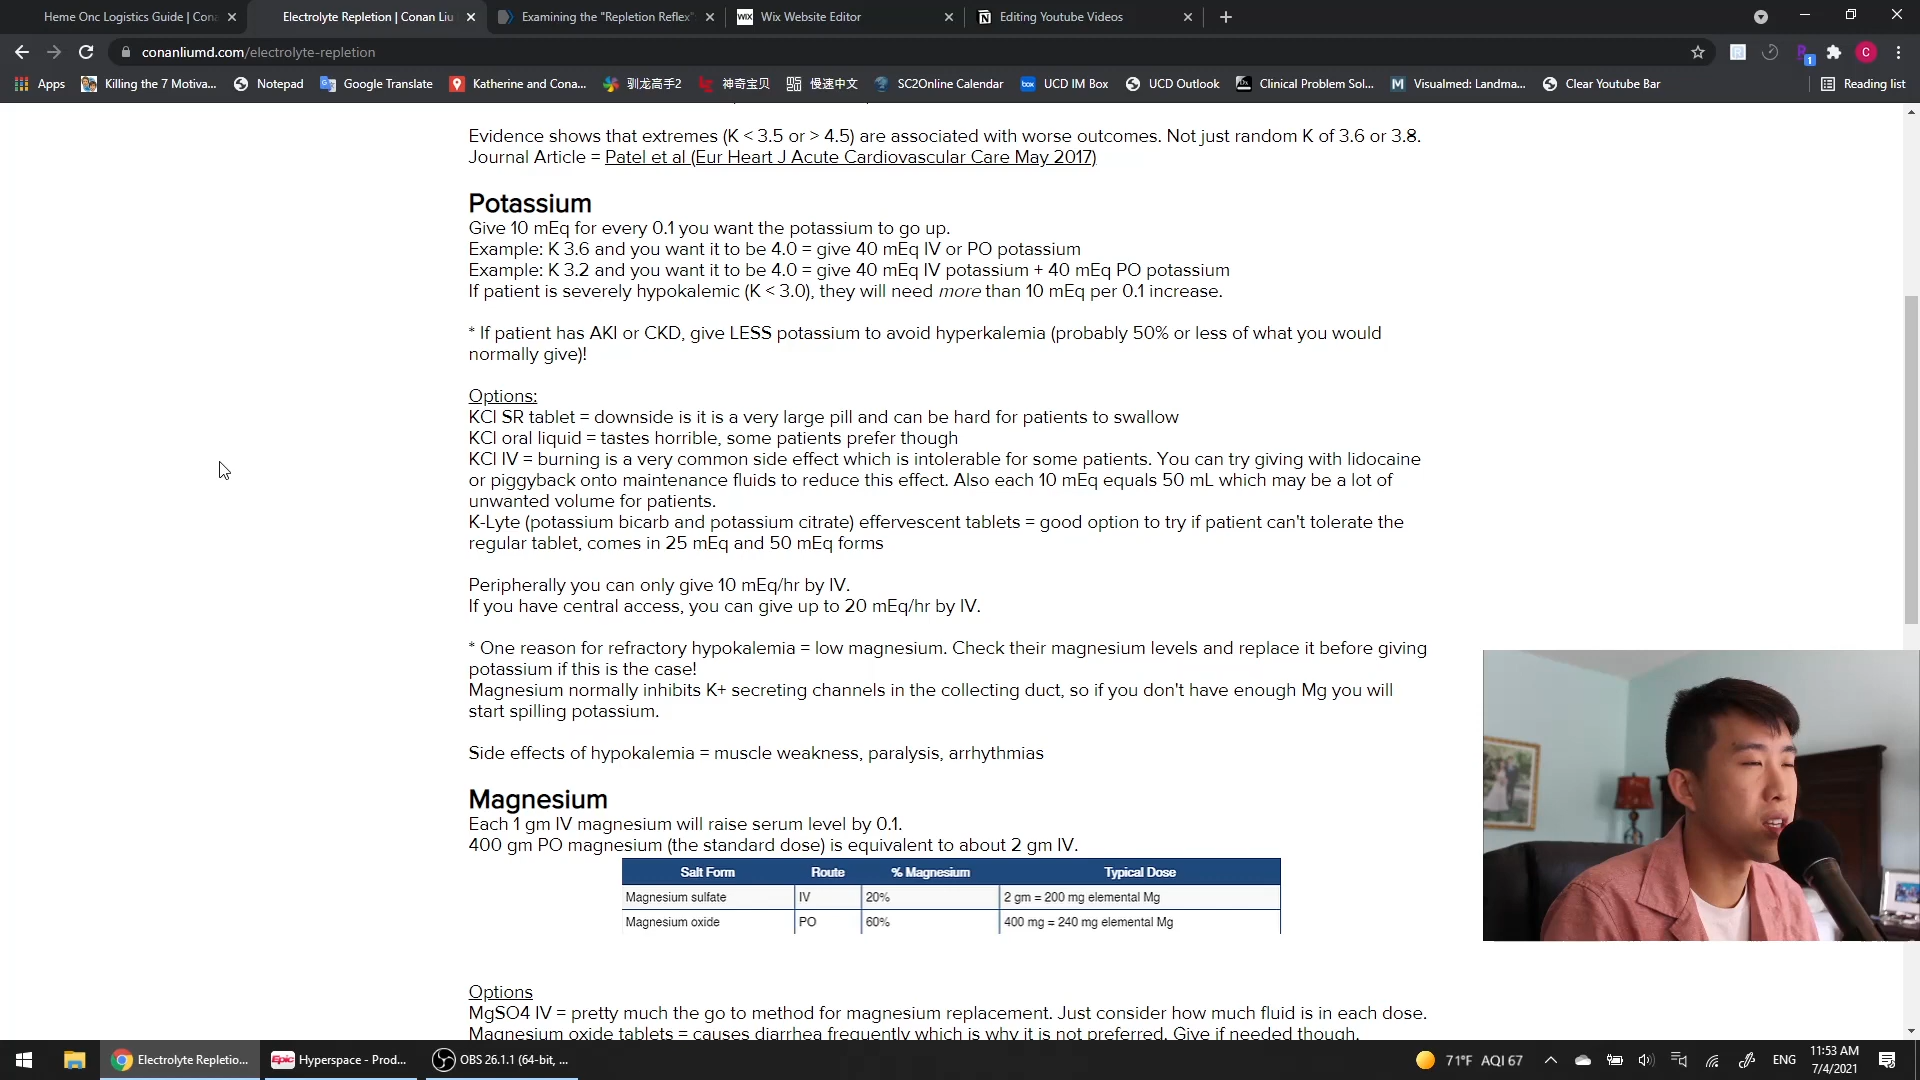 Heme Onc Logistics Guide | Cona
Electrolyte Repletion | Conan Liu
Examining the "Repletion Reflex"
WIX Wix Website Editor
Editing Youtube Videos
conanliumd.com/electrolyte-repletion
Apps
Killing the 7 Motiva...
Notepad
Google Translate
Katherine and Cona...
驯龙高手2
神奇宝贝
慢速中文
SC2Online Calendar
box UCD IM Box
UCD Outlook
Clinical Problem Sol...
M Visualmed: Landma...
Clear Youtube Bar
Reading list
Evidence shows that extremes (K < 3.5 or > 4.5) are associated with worse outcomes. Not just random K of 3.6 or 3.8.
Journal Article = Patel et al (Eur Heart J Acute Cardiovascular Care May 2017)
Potassium
Give 10 mEq for every 0.1 you want the potassium to go up.
Example: K 3.6 and you want it to be 4.0 = give 40 mEq IV or PO potassium
Example: K 3.2 and you want it to be 4.0 = give 40 mEq IV potassium + 40 mEq PO potassium
If patient is severely hypokalemic (K < 3.0), they will need more than 10 mEq per 0.1 increase.
* If patient has AKI or CKD, give LESS potassium to avoid hyperkalemia (probably 50% or less of what you would
normally give)!
Options:
KCl SR tablet = downside is it is a very large pill and can be hard for patients to swallow
KCl oral liquid = tastes horrible, some patients prefer though
KCl IV = burning is a very common side effect which is intolerable for some patients. You can try giving with lidocaine
or piggyback onto maintenance fluids to reduce this effect. Also each 10 mEq equals 50 mL which may be a lot of
unwanted volume for patients.
K-Lyte (potassium bicarb and potassium citrate) effervescent tablets = good option to try if patient can't tolerate the
regular tablet, comes in 25 mEq and 50 mEq forms
Peripherally you can only give 10 mEq/hr by IV.
If you have central access, you can give up to 20 mEq/hr by IV.
* One reason for refractory hypokalemia = low magnesium. Check their magnesium levels and replace it before giving
potassium if this is the case!
Magnesium normally inhibits K+ secreting channels in the collecting duct, so if you don't have enough Mg you will
start spilling potassium.
Side effects of hypokalemia = muscle weakness, paralysis, arrhythmias
Magnesium
Each 1 gm IV magnesium will raise serum level by 0.1.
400 gm PO magnesium (the standard dose) is equivalent to about 2 gm IV.
Salt Form Route % Magnesium Typical Dose
Magnesium sulfate IV 20% 2 gm = 200 mg elemental Mg
Magnesium oxide PO 60% 400 mg = 240 mg elemental Mg
Options
MgSO4 IV = pretty much the go to method for magnesium replacement. Just consider how much fluid is in each dose.
Magnesium oxide tablets = causes diarrhea frequently which is why it is not preferred. Give if needed though.
Electrolyte Repletio...
Epic Hyperspace - Prod...
OBS 26.1.1 (64-bit, ...
71°F AQI 67
ENG
11:53 AM
7/4/2021